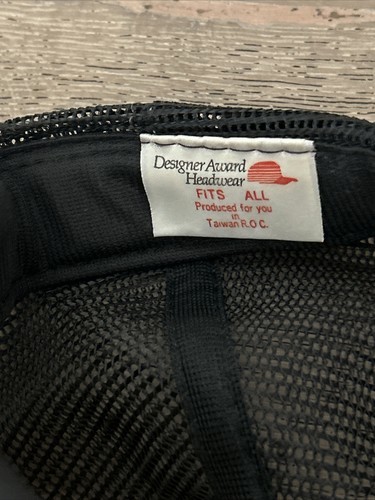 Designer Award
Headwear
FITS ALL
Produced for you
in
Taiwan R.O C.